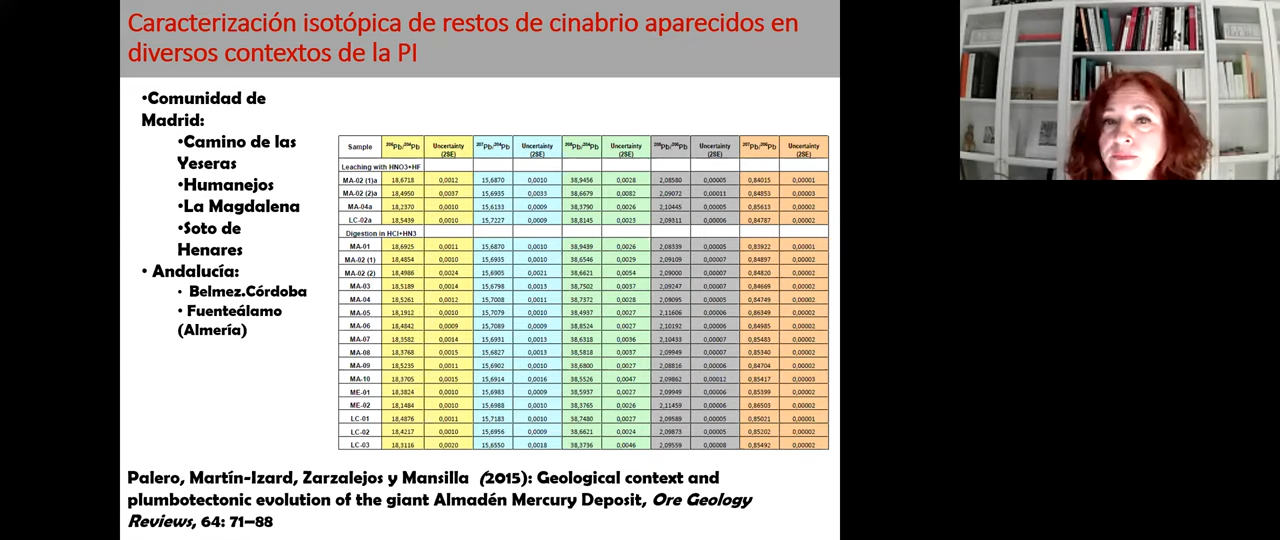 Caracterización isotópica de restos de cinabrio aparecidos en
diversos contextos de la PI
•Comunidad de
Madrid:
•Camino de las
Yeseras
•Humanejos
•La Magdalena
•Soto de
Henares
• Andalucía:
• Belmez.Córdoba
• Fuenteálamo
(Almería)
Sample ²⁰⁶Pb/²⁰⁴Pb Uncertainty (2SE) ²⁰⁷Pb/²⁰⁴Pb Uncertainty (2SE) ²⁰⁸Pb/²⁰⁴Pb Uncertainty (2SE) ²⁰⁸Pb/²⁰⁶Pb Uncertainty (2SE) ²⁰⁷Pb/²⁰⁶Pb Uncertainty (2SE)
Leaching with HNO3+HF
MA-02 (1)a 18,6718 0,0012 15,6870 0,0010 38,9456 0,0028 2,08580 0,00005 0,84015 0,00001
MA-02 (2)a 18,4950 0,0037 15,6935 0,0033 38,6679 0,0082 2,09072 0,00011 0,84853 0,00003
MA-04a 18,2370 0,0010 15,6133 0,0009 38,3790 0,0026 2,10445 0,00005 0,85613 0,00002
LC-02a 18,5439 0,0010 15,7227 0,0009 38,8145 0,0023 2,09311 0,00006 0,84787 0,00002
Digestion in HCl+HN3
MA-01 18,6925 0,0011 15,6870 0,0010 38,9439 0,0026 2,08339 0,00005 0,83922 0,00001
MA-02 (1) 18,4854 0,0010 15,6935 0,0010 38,6546 0,0029 2,09109 0,00007 0,84897 0,00002
MA-02 (2) 18,4986 0,0024 15,6905 0,0021 38,6621 0,0054 2,09000 0,00007 0,84820 0,00002
MA-03 18,5189 0,0014 15,6798 0,0013 38,7502 0,0037 2,09247 0,00007 0,84669 0,00002
MA-04 18,5261 0,0012 15,7008 0,0011 38,7372 0,0028 2,09095 0,00005 0,84749 0,00002
MA-05 18,1912 0,0010 15,7079 0,0010 38,4937 0,0027 2,11606 0,00006 0,86349 0,00002
MA-06 18,4842 0,0009 15,7089 0,0009 38,8524 0,0027 2,10192 0,00006 0,84985 0,00002
MA-07 18,3582 0,0014 15,6931 0,0013 38,6318 0,0036 2,10433 0,00007 0,85483 0,00002
MA-08 18,3768 0,0015 15,6827 0,0013 38,5818 0,0037 2,09949 0,00007 0,85340 0,00002
MA-09 18,5235 0,0011 15,6902 0,0010 38,6800 0,0027 2,08816 0,00006 0,84704 0,00002
MA-10 18,3705 0,0015 15,6914 0,0016 38,5526 0,0047 2,09862 0,00012 0,85417 0,00003
ME-01 18,3824 0,0010 15,6983 0,0009 38,5937 0,0027 2,09949 0,00006 0,85399 0,00002
ME-02 18,1484 0,0010 15,6988 0,0010 38,3765 0,0026 2,11459 0,00006 0,86503 0,00002
LC-01 18,4876 0,0011 15,7183 0,0010 38,7480 0,0027 2,09589 0,00005 0,85021 0,00001
LC-02 18,4217 0,0010 15,6956 0,0009 38,6621 0,0024 2,09873 0,00005 0,85202 0,00002
LC-03 18,3116 0,0020 15,6550 0,0018 38,3736 0,0046 2,09559 0,00008 0,85492 0,00002
Palero, Martín-Izard, Zarzalejos y Mansilla (2015): Geological context and
plumbotectonic evolution of the giant Almadén Mercury Deposit, Ore Geology
Reviews, 64: 71–88